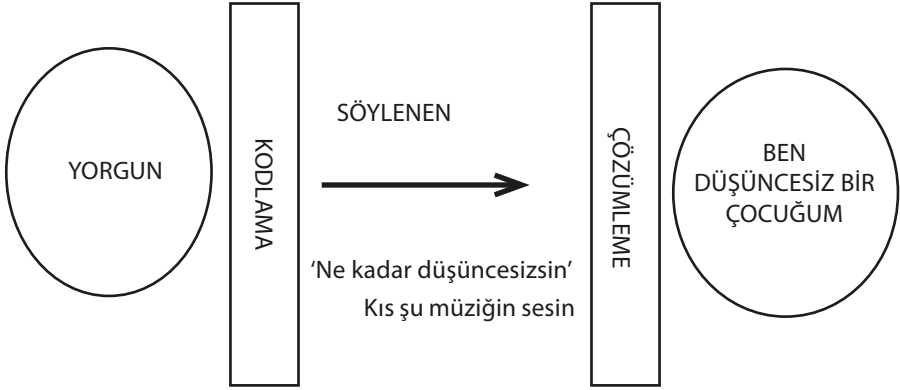 YORGUN
KODLAMA
SÖYLENEN
'Ne kadar düşüncesizsin'
Kıs şu müziğin sesin
ÇÖZÜMLEME
BEN
DÜŞÜNCESİZ BİR
ÇOCUĞUM